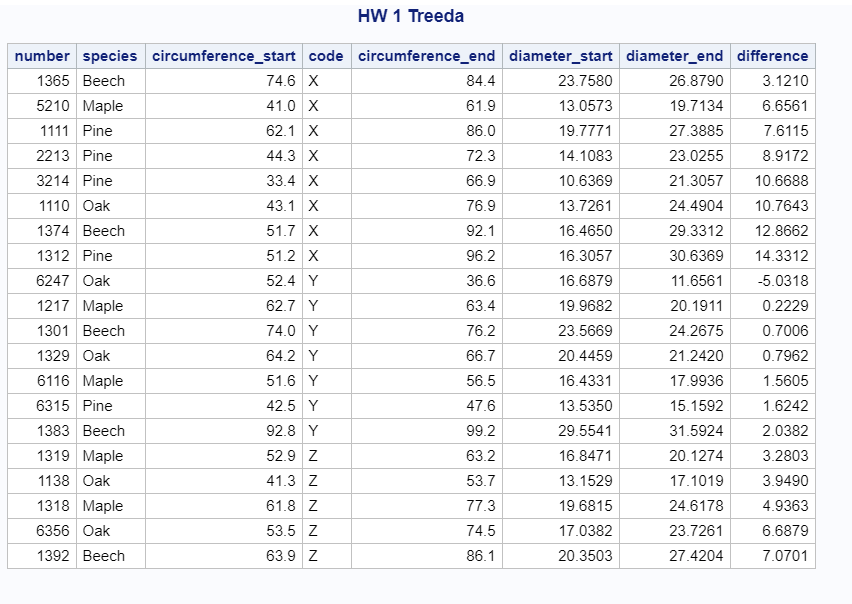 HW 1 Treeda
number species circumference_start code circumference_end diameter_start diameter_end difference
1365 Beech 74.6 X 84.4 23.7580 26.8790 3.1210
5210 Maple 41.0 X 61.9 13.0573 19.7134 6.6561
1111 Pine 62.1 X 86.0 19.7771 27.3885 7.6115
2213 Pine 44.3 X 72.3 14.1083 23.0255 8.9172
3214 Pine 33.4 X 66.9 10.6369 21.3057 10.6688
1110 Oak 43.1 X 76.9 13.7261 24.4904 10.7643
1374 Beech 51.7 X 92.1 16.4650 29.3312 12.8662
1312 Pine 51.2 X 96.2 16.3057 30.6369 14.3312
6247 Oak 52.4 Y 36.6 16.6879 11.6561 -5.0318
1217 Maple 62.7 Y 63.4 19.9682 20.1911 0.2229
1301 Beech 74.0 Y 76.2 23.5669 24.2675 0.7006
1329 Oak 64.2 Y 66.7 20.4459 21.2420 0.7962
6116 Maple 51.6 Y 56.5 16.4331 17.9936 1.5605
6315 Pine 42.5 Y 47.6 13.5350 15.1592 1.6242
1383 Beech 92.8 Y 99.2 29.5541 31.5924 2.0382
1319 Maple 52.9 Z 63.2 16.8471 20.1274 3.2803
1138 Oak 41.3 Z 53.7 13.1529 17.1019 3.9490
1318 Maple 61.8 Z 77.3 19.6815 24.6178 4.9363
6356 Oak 53.5 Z 74.5 17.0382 23.7261 6.6879
1392 Beech 63.9 Z 86.1 20.3503 27.4204 7.0701